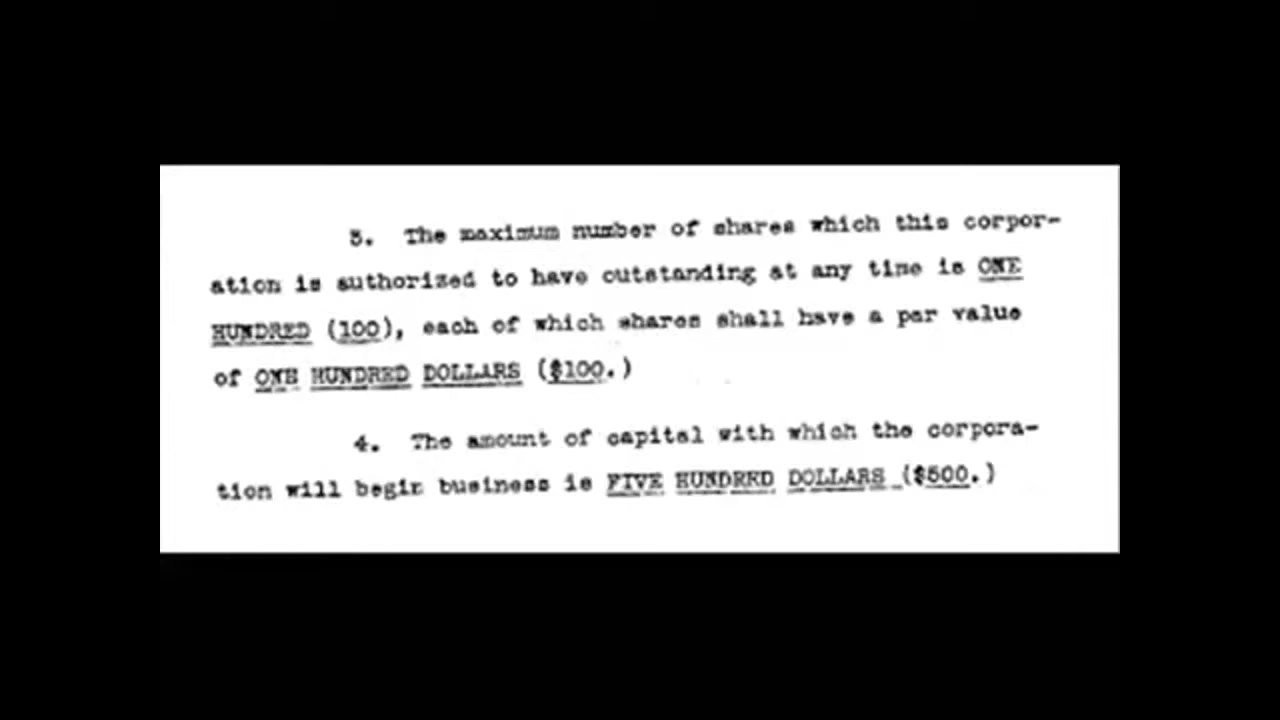 3. The maximum number of shares which this corpor-
ation is authorized to have outstanding at any time is ONE
HUNDRED (100), each of which shares shall have a par value
of ONE HUNDRED DOLLARS ($100.)
4. The amount of capital with which the corpora-
tion will begin business is FIVE HUNDRED DOLLARS ($500.)